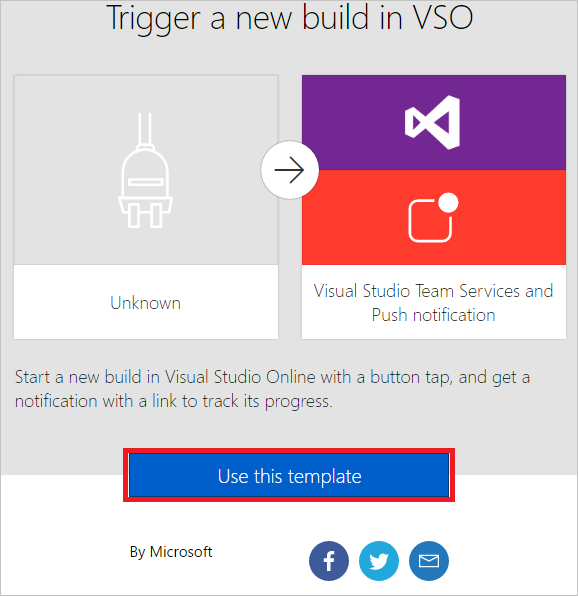 Trigger a new build in VSO
Unknown
Visual Studio Team Services and
Push notification
Start a new build in Visual Studio Online with a button tap, and get a
notification with a link to track its progress.
Use this template
By Microsoft